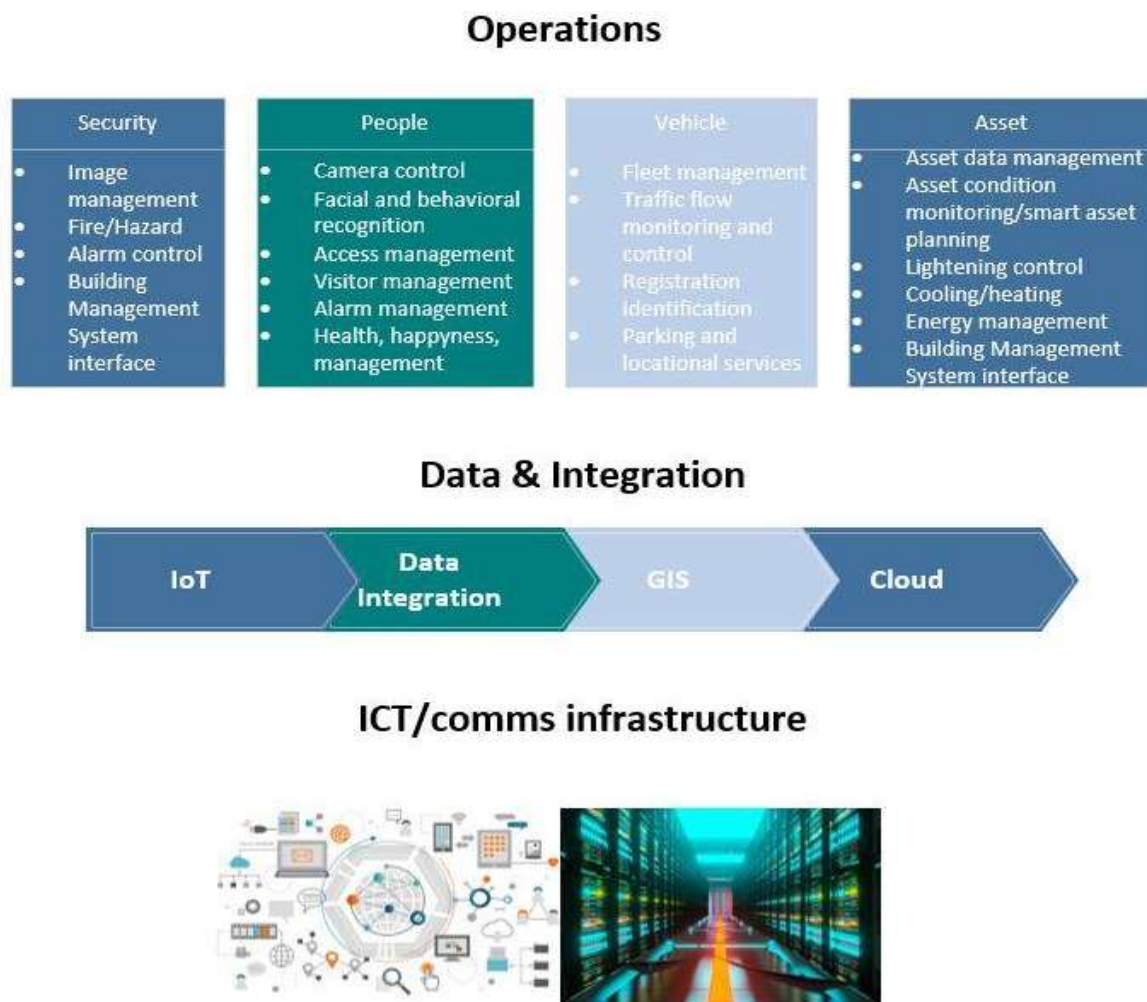 Operations
Security
Image
management
Fire/Hazard
Alarm control
Building
Management
System
interface
People
Camera control
Facial and behavioral
recognition
Access management
Visitor management
Alarm management
Health, happyness,
management
Vehicle
Fleet management
Traffic flow
monitoring and
control
Registration
identification
Parking and
locational services
Asset
Asset data management
Asset condition
monitoring/smart asset
planning
Lightening control
Cooling/heating
Energy management
Building Management
System interface
Data & Integration
IoT
Data
Integration
GIS
Cloud
ICT/comms infrastructure